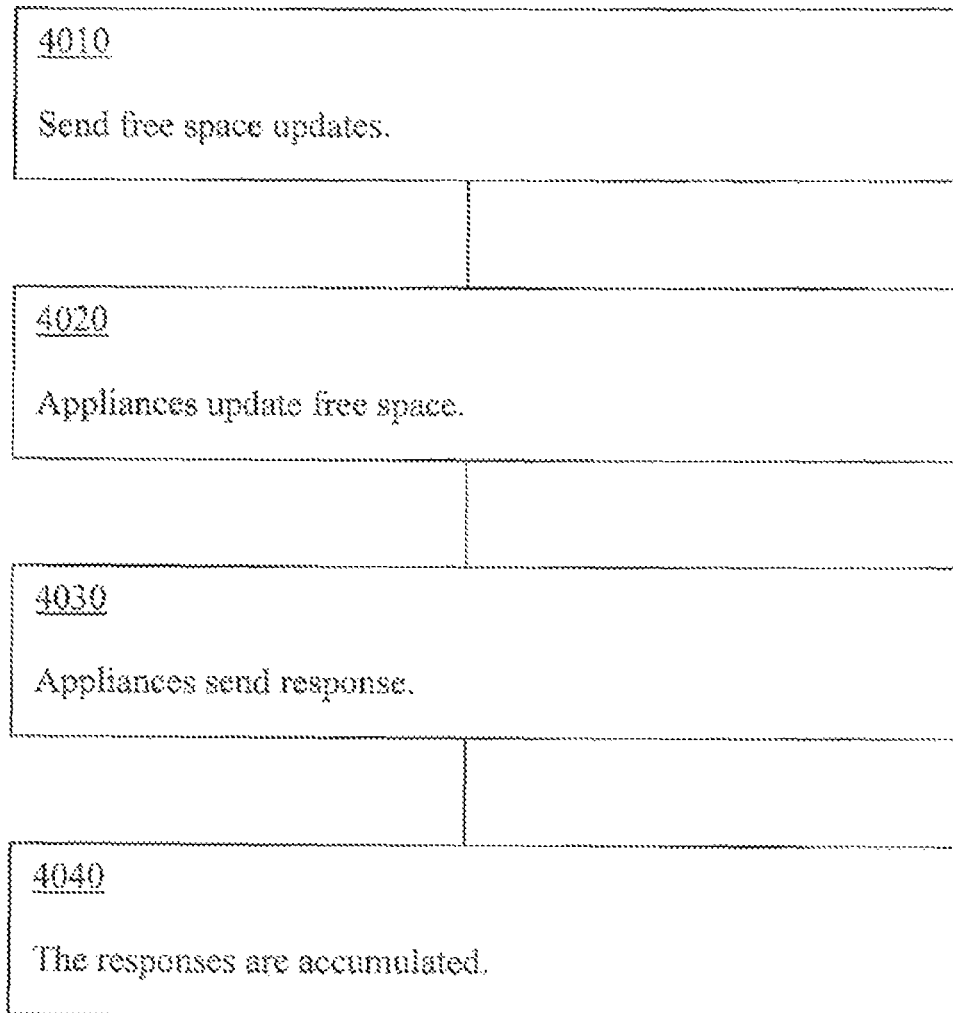 4010
Send free space updates.
4020
Appliances update free space.
4030
Appliances send response.
4040
The responses are accumulated.